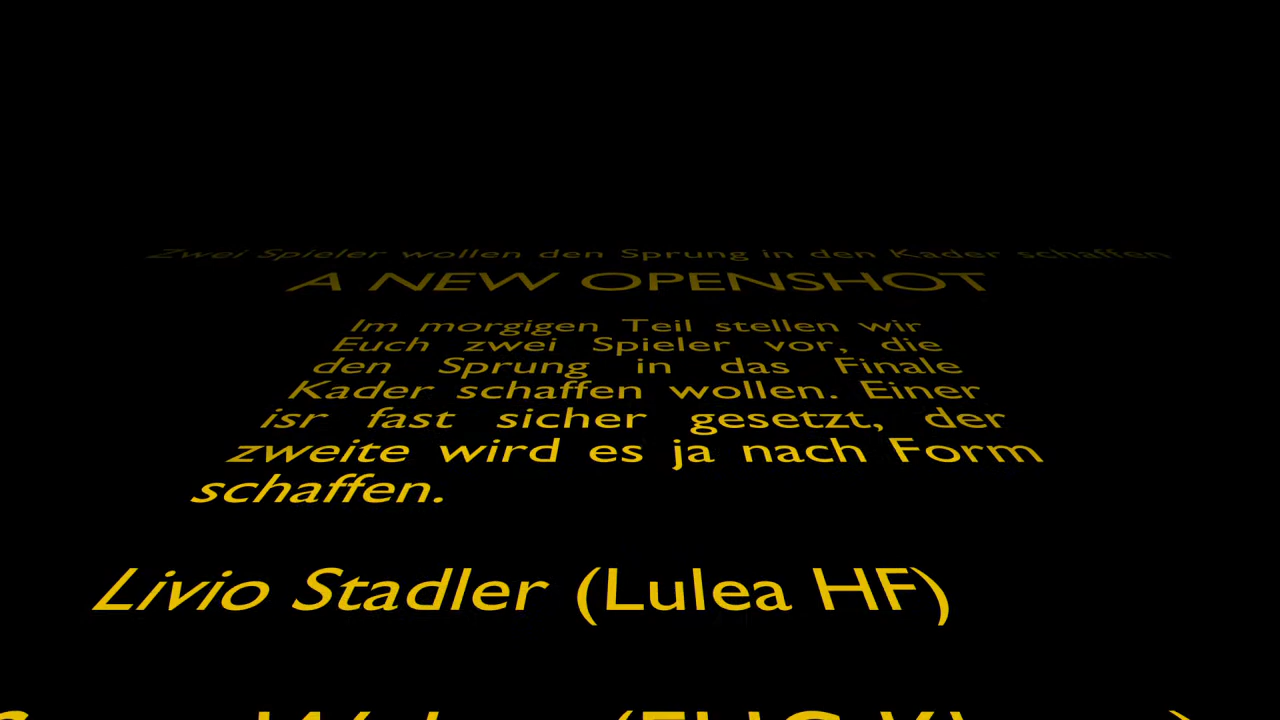 Zwei Spieler wollen den Sprung in den Kader schaffen
A NEW OPENSHOT
Im morgigen Teil stellen wir
Euch zwei Spieler vor, die
den Sprung in das Finale
Kader schaffen wollen. Einer
isr fast sicher gesetzt, der
zweite wird es ja nach Form
schaffen.
Livio Stadler (Lulea HF)